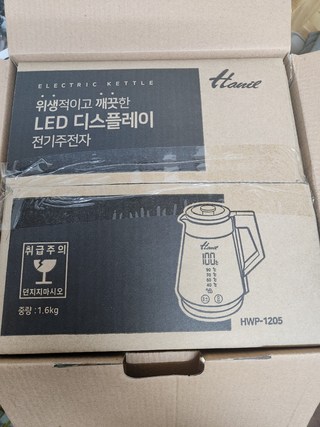 ELECTRIC KETTLE
Hanil
위생적이고 깨끗한
LED 디스플레이
전기주전자
취급주의
던지지마시오
중량 : 1.6kg
Hanil
100℃
HWP-1205